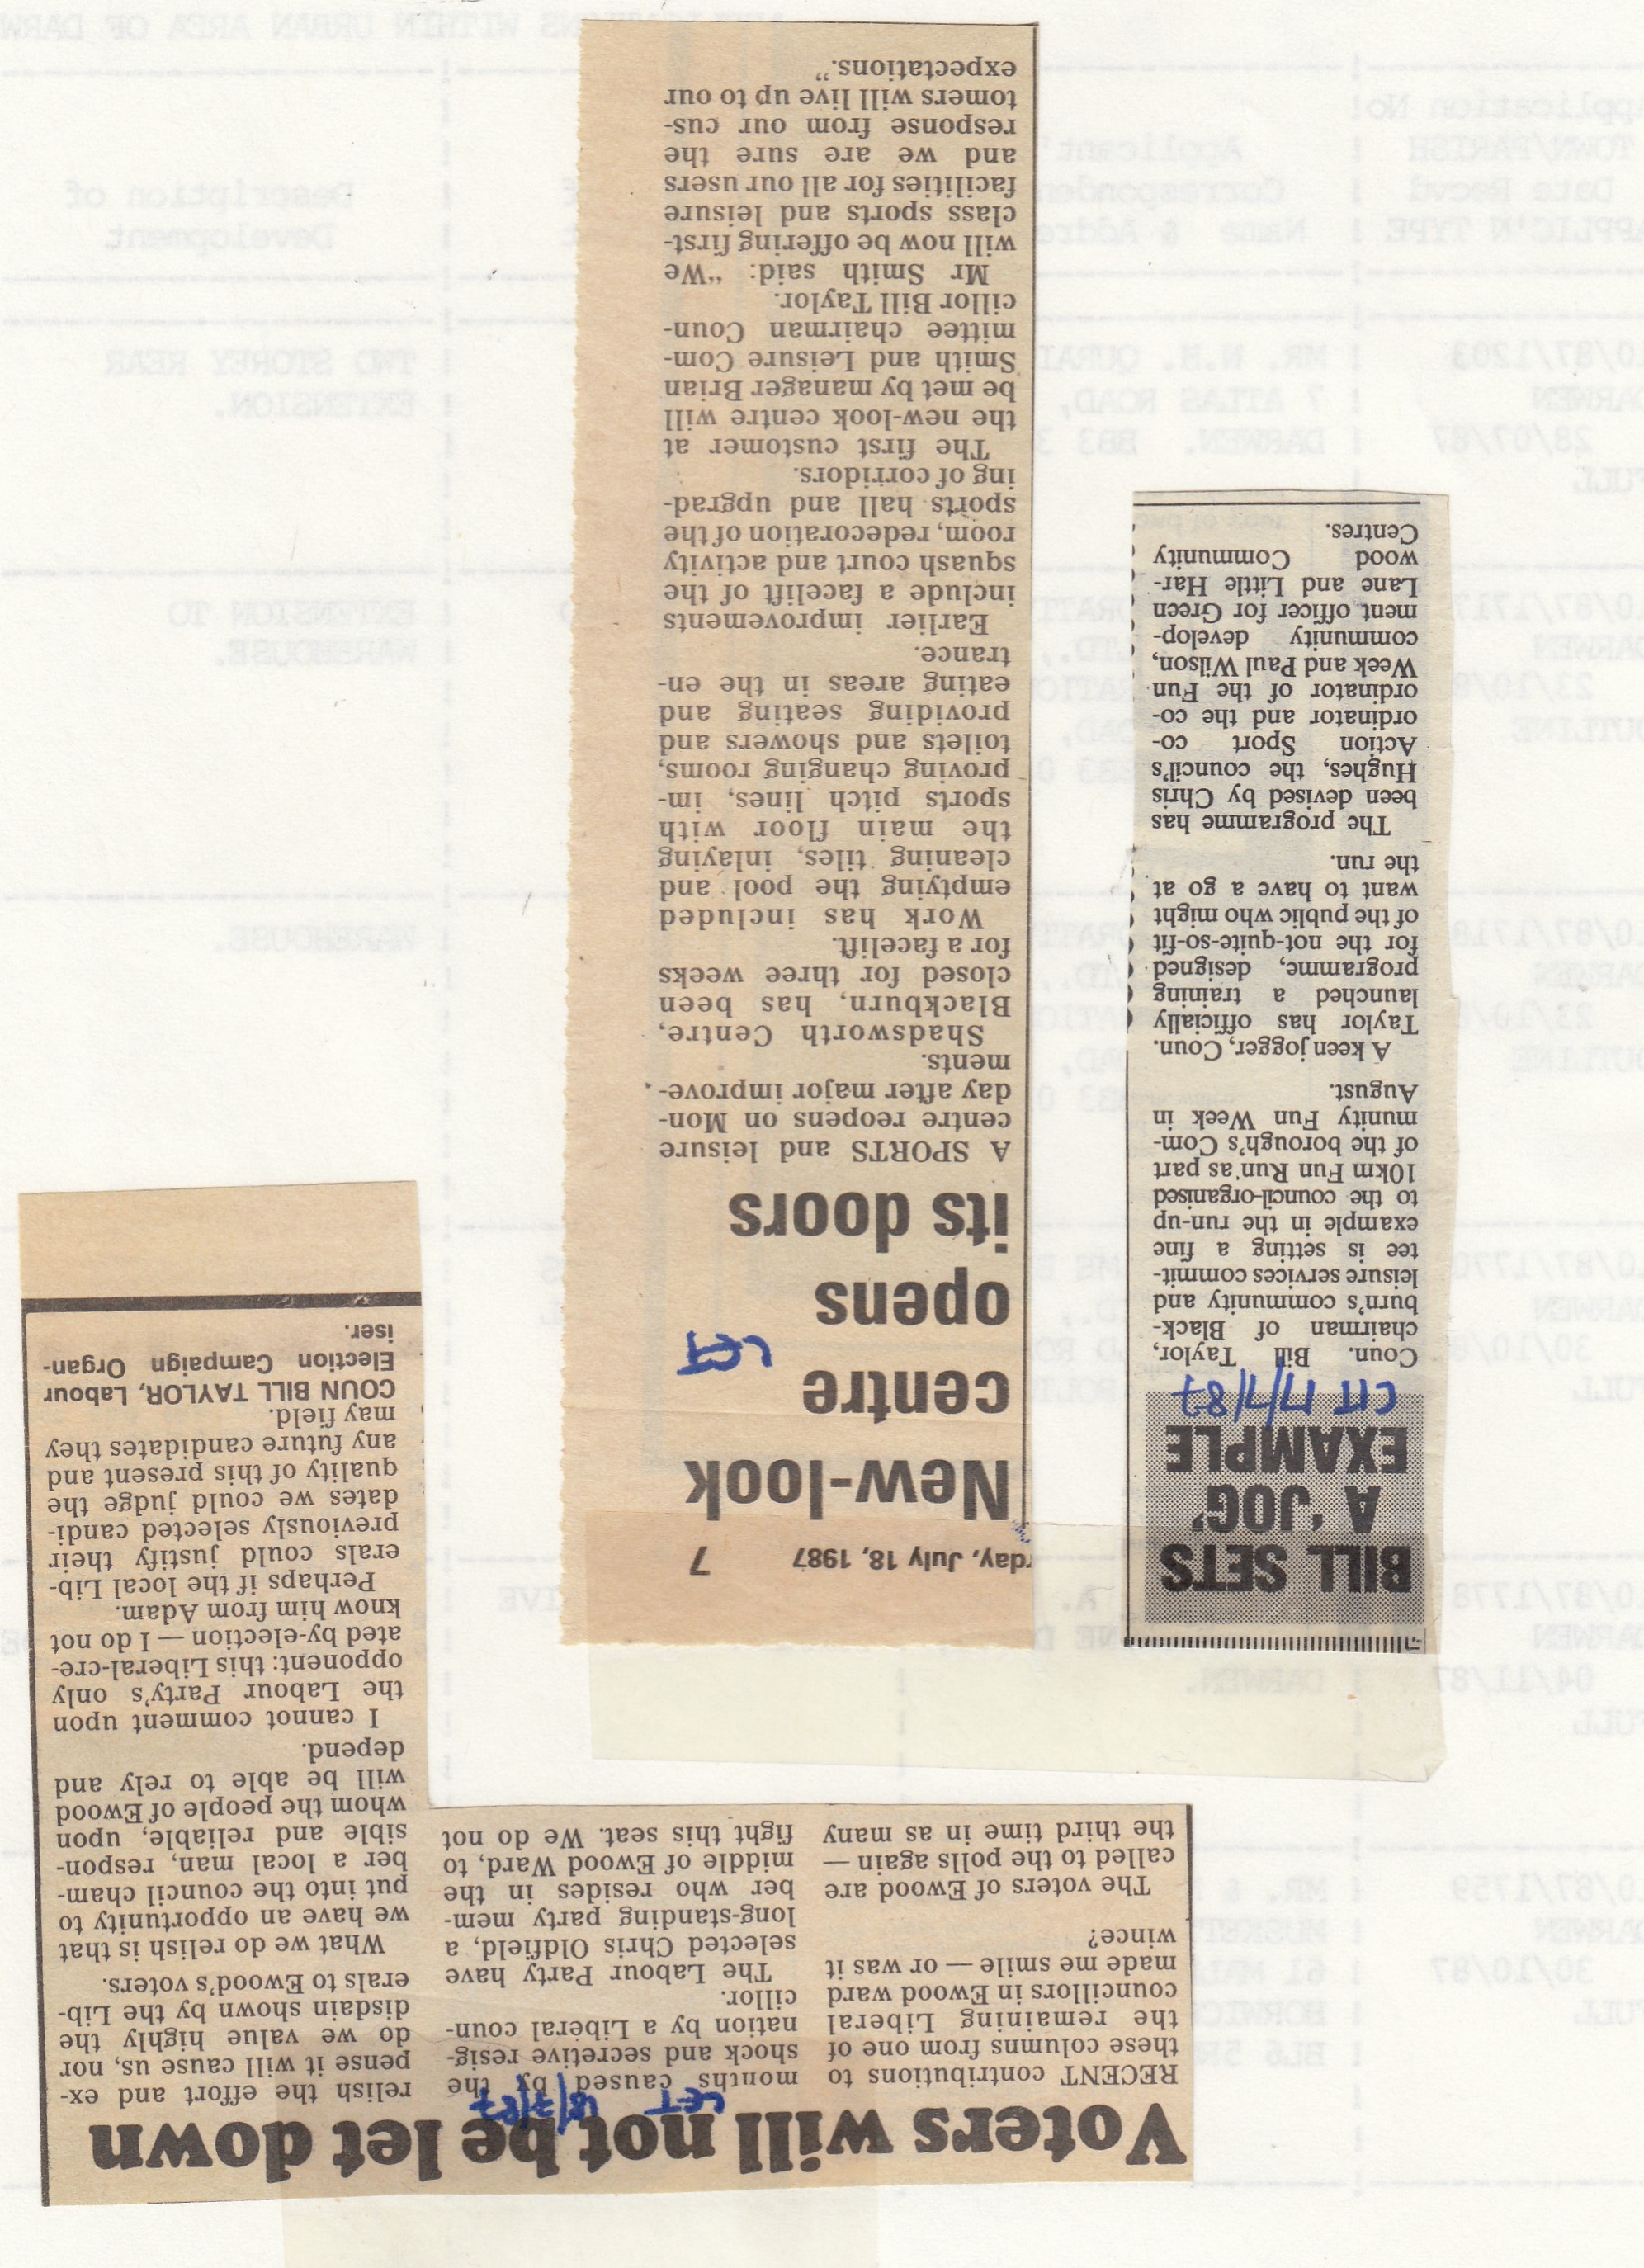 Voters will not be let down
LET 18/7/87
RECENT contributions to
these columns from one of
the remaining Liberal
councillors in Ewood ward
made me smile — or was it
wince?
The voters of Ewood are
called to the polls again —
the third time in as many
months caused by the
shock and secretive resig-
nation by a Liberal coun-
cillor.
The Labour Party have
selected Chris Oldfield, a
long-standing party mem-
ber who resides in the
middle of Ewood Ward, to
fight this seat. We do not
relish the effort and ex-
pense it will cause us, nor
do we value highly the
disdain shown by the Lib-
erals to Ewood's voters.
What we do relish is that
we have an opportunity to
put into the council cham-
ber a local man, respon-
sible and reliable, upon
whom the people of Ewood
will be able to rely and
depend.
I cannot comment upon
the Labour Party's only
opponent: this Liberal-cre-
ated by-election — I do not
know him from Adam.
Perhaps if the local Lib-
erals could justify their
previously selected candi-
dates we could judge the
quality of this present and
any future candidates they
may field.
COUN BILL TAYLOR, Labour
Election Campaign Organ-
iser.
BILL SETS
A 'JOG'
EXAMPLE
CIT 17/7/87
Coun. Bill Taylor,
chairman of Black-
burn's community and
leisure services commit-
tee is setting a fine
example in the run-up
to the council-organised
10km Fun Run as part
of the borough's Com-
munity Fun Week in
August.
A keen jogger, Coun.
Taylor has officially
launched a training
programme, designed
for the not-quite-so-fit
of the public who might
want to have a go at
the run.
The programme has
been devised by Chris
Hughes, the council's
Action Sport co-
ordinator and the co-
ordinator of the Fun
Week and Paul Wilson,
community develop-
ment officer for Green
Lane and Little Har-
wood Community
Centres.
rday, July 18, 1987 7
New-look
centre
LET
opens
its doors
A SPORTS and leisure
centre reopens on Mon-
day after major improve-
ments.
Shadsworth Centre,
Blackburn, has been
closed for three weeks
for a facelift.
Work has included
emptying the pool and
cleaning tiles, inlaying
the main floor with
sports pitch lines, im-
proving changing rooms,
toilets and showers and
providing seating and
eating areas in the en-
trance.
Earlier improvements
include a facelift of the
squash court and activity
room, redecoration of the
sports hall and upgrad-
ing of corridors.
The first customer at
the new-look centre will
be met by manager Brian
Smith and Leisure Com-
mittee chairman Coun-
cillor Bill Taylor.
Mr Smith said: "We
will now be offering first-
class sports and leisure
facilities for all our users
and we are sure the
response from our cus-
tomers will live up to our
expectations."